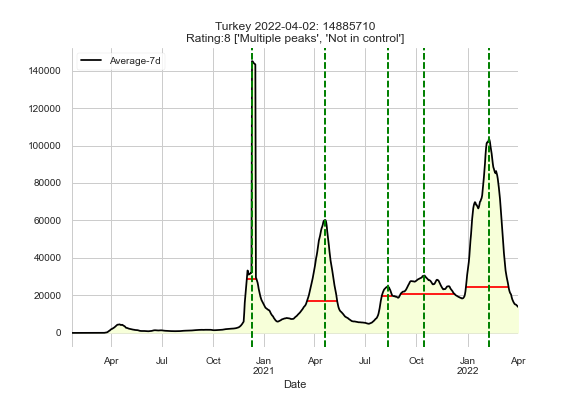 Turkey 2022-04-02: 14885710
Rating:8 ['Multiple peaks', 'Not in control']
Average-7d
140000
120000
100000
80000
60000
40000
20000
0
Apr Jul Oct Jan Apr Jul Oct Jan Apr
2021 2022
Date